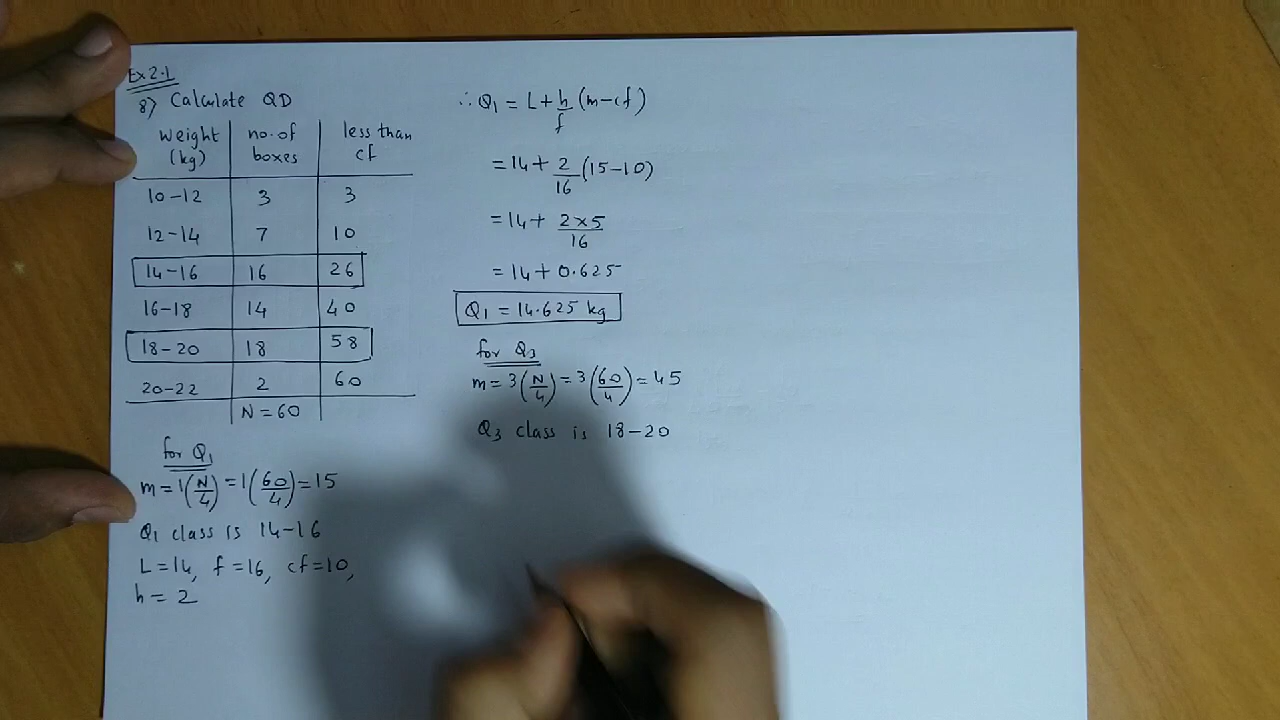 Ex 2.1
8) Calculate QD
weight (kg) | no. of boxes | less than cf
10-12 | 3 | 3
12-14 | 7 | 10
14-16 | 16 | 26
16-18 | 14 | 40
18-20 | 18 | 58
20-22 | 2 | 60
N = 60
for Q₁
m = 1(N/4) = 1(60/4) = 15
Q₁ class is 14-16
L = 14, f = 16, cf = 10,
h = 2
∴ Q₁ = L + h/f (m - cf)
= 14 + 2/16 (15 - 10)
= 14 + 2×5/16
= 14 + 0.625
Q₁ = 14.625 kg
for Q₃
m = 3(N/4) = 3(60/4) = 45
Q₃ class is 18-20